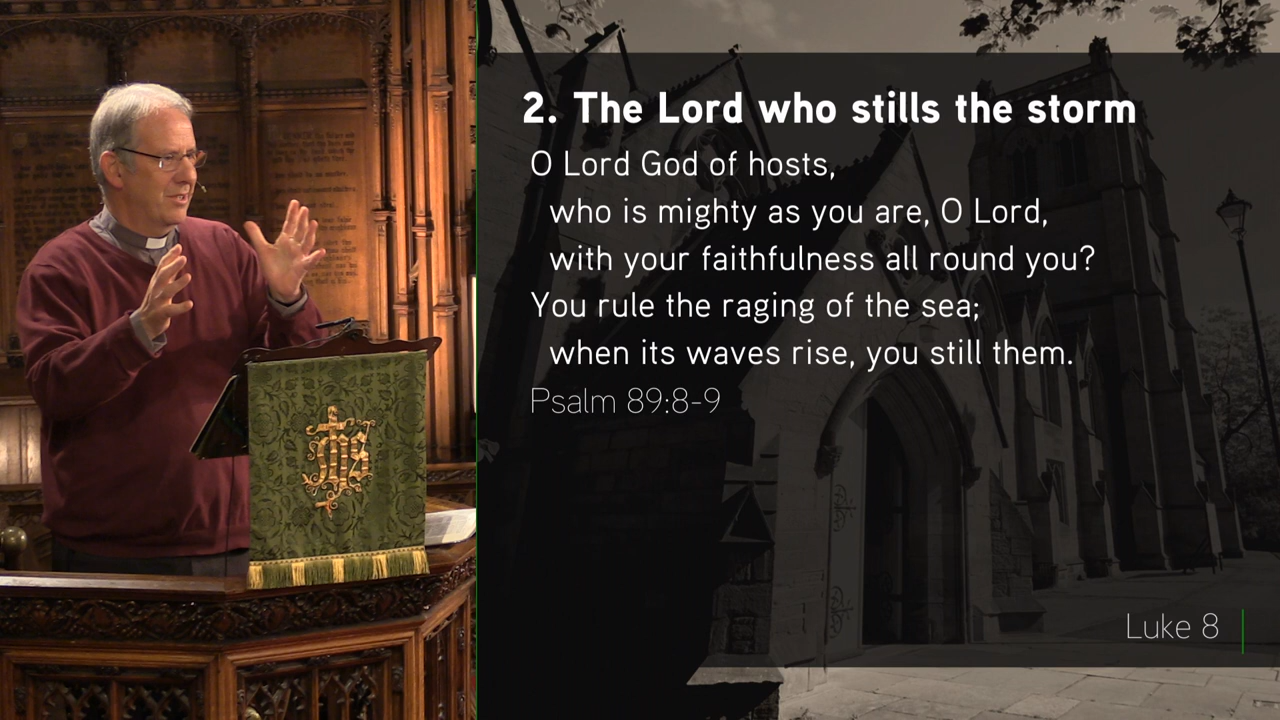 2. The Lord who stills the storm
O Lord God of hosts,
who is mighty as you are, O Lord,
with your faithfulness all round you?
You rule the raging of the sea;
when its waves rise, you still them.
Psalm 89:8-9
Luke 8
IHS